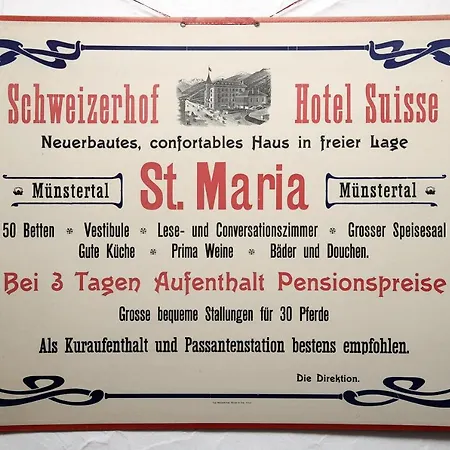 Schweizerhof Hotel Suisse
Neuerbautes, confortables Haus in freier Lage
Münstertal St. Maria Münstertal
50 Betten * Vestibule * Lese- und Conversationszimmer * Grosser Speisesaal
Gute Küche * Prima Weine * Bäder und Douchen.
Bei 3 Tagen Aufenthalt Pensionspreise
Grosse bequeme Stallungen für 30 Pferde
Als Kuraufenthalt und Passantenstation bestens empfohlen.
Die Direktion.